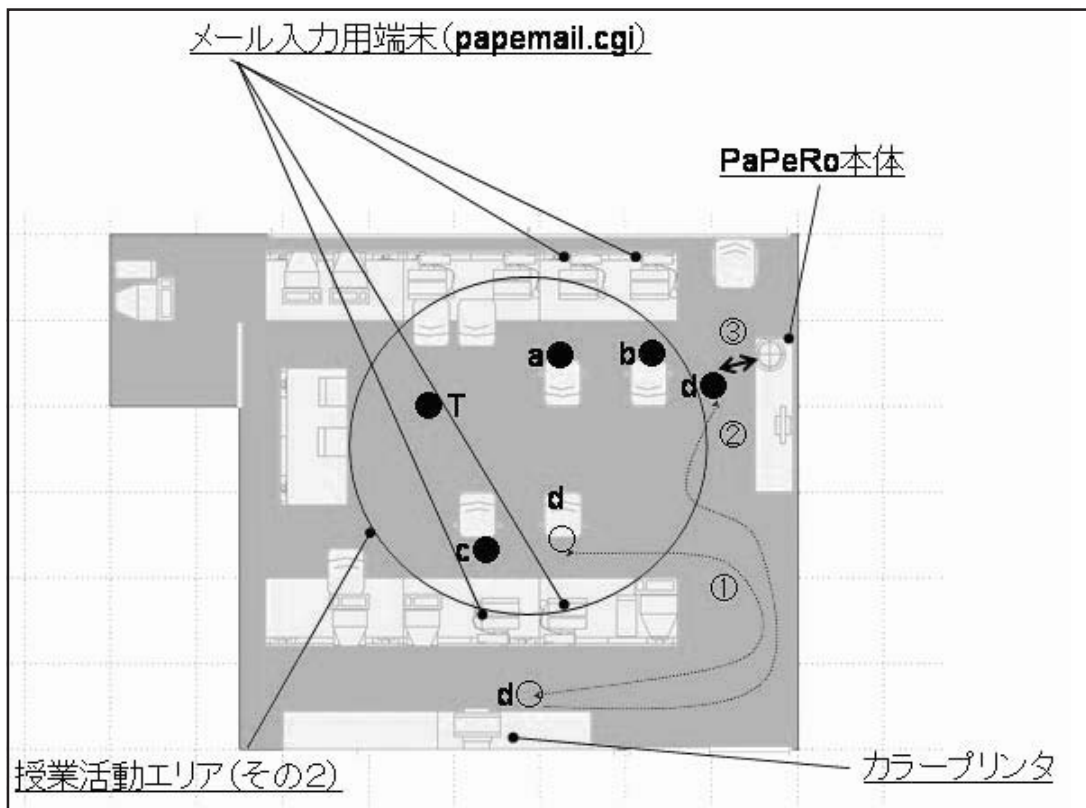 メール入力用端末(papemail.cgi)
PaPeRo本体
③
a
b
d
T
②
d
c
①
d
授業活動エリア(その2)
カラープリンタ